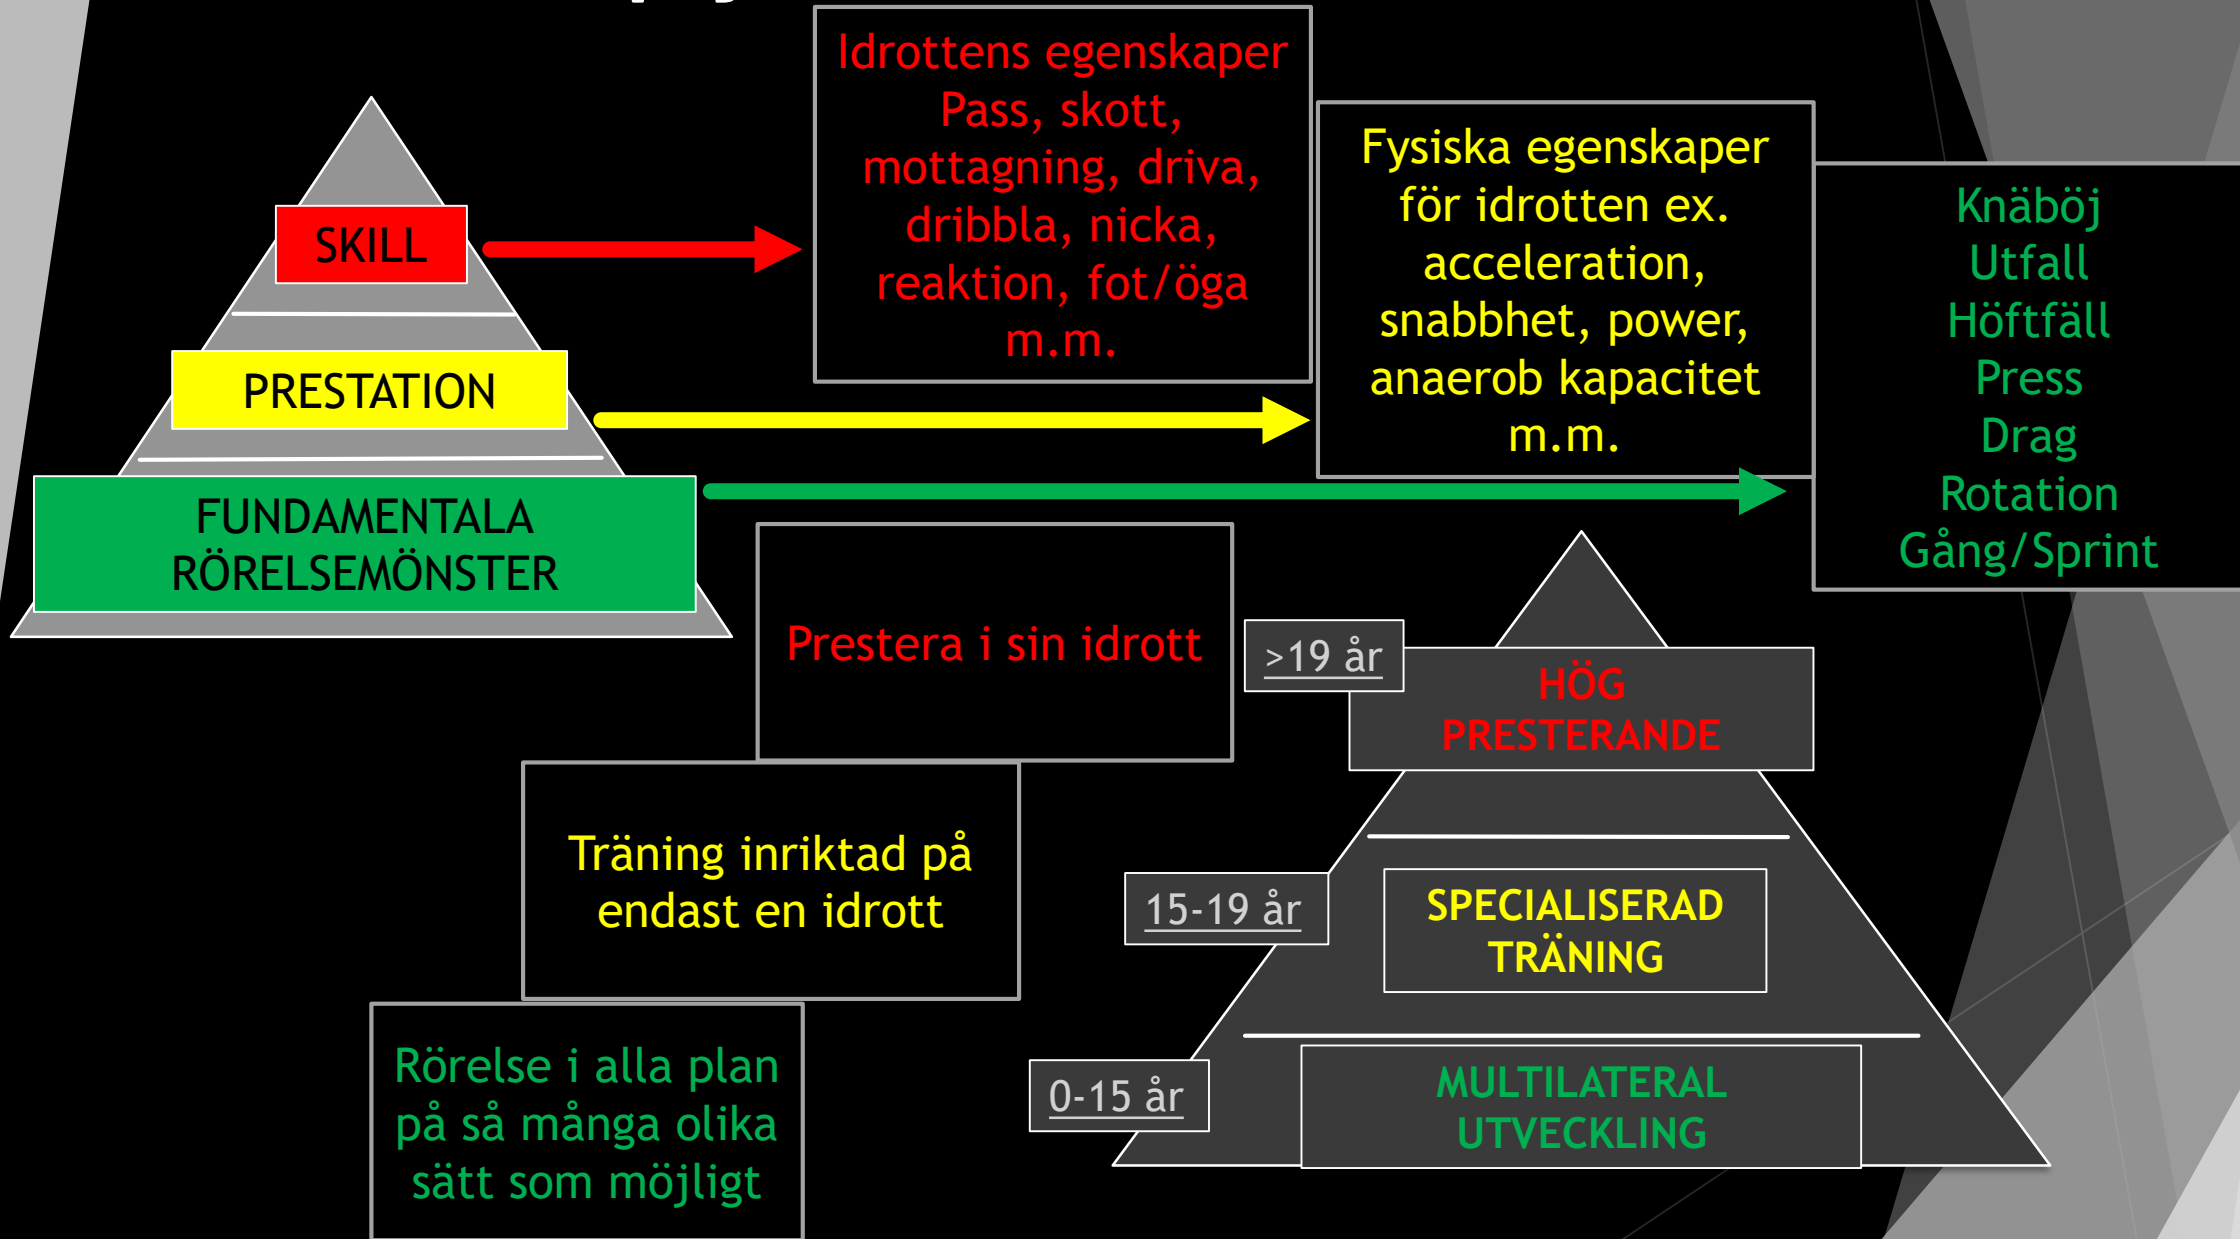 Idrottens egenskaper
Pass, skott,
mottagning, driva,
dribbla, nicka,
reaktion, fot/öga
m.m.
Fysiska egenskaper
för idrotten ex.
acceleration,
snabbhet, power,
anaerob kapacitet
m.m.
Knäböj
Utfall
Höftfäll
Press
Drag
Rotation
Gång/Sprint
SKILL
PRESTATION
FUNDAMENTALA
RÖRELSEMÖNSTER
Prestera i sin idrott
>19 år
HÖG
PRESTERANDE
Träning inriktad på
endast en idrott
15-19 år
SPECIALISERAD
TRÄNING
Rörelse i alla plan
på så många olika
sätt som möjligt
0-15 år
MULTILATERAL
UTVECKLING